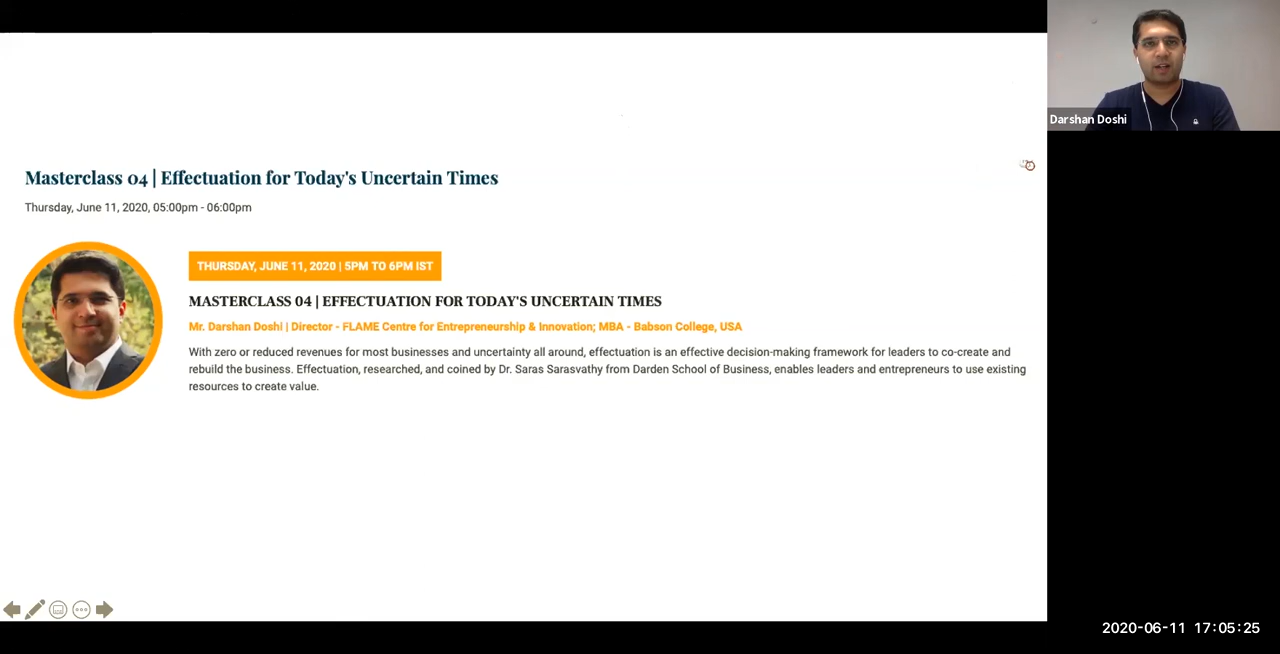 Darshan Doshi
Masterclass 04 | Effectuation for Today's Uncertain Times
Thursday, June 11, 2020, 05:00pm - 06:00pm
THURSDAY, JUNE 11, 2020 | 5PM TO 6PM IST
MASTERCLASS 04 | EFFECTUATION FOR TODAY'S UNCERTAIN TIMES
Mr. Darshan Doshi | Director - FLAME Centre for Entrepreneurship & Innovation; MBA - Babson College, USA
With zero or reduced revenues for most businesses and uncertainty all around, effectuation is an effective decision-making framework for leaders to co-create and
rebuild the business. Effectuation, researched, and coined by Dr. Saras Sarasvathy from Darden School of Business, enables leaders and entrepreneurs to use existing
resources to create value.
2020-06-11 17:05:25